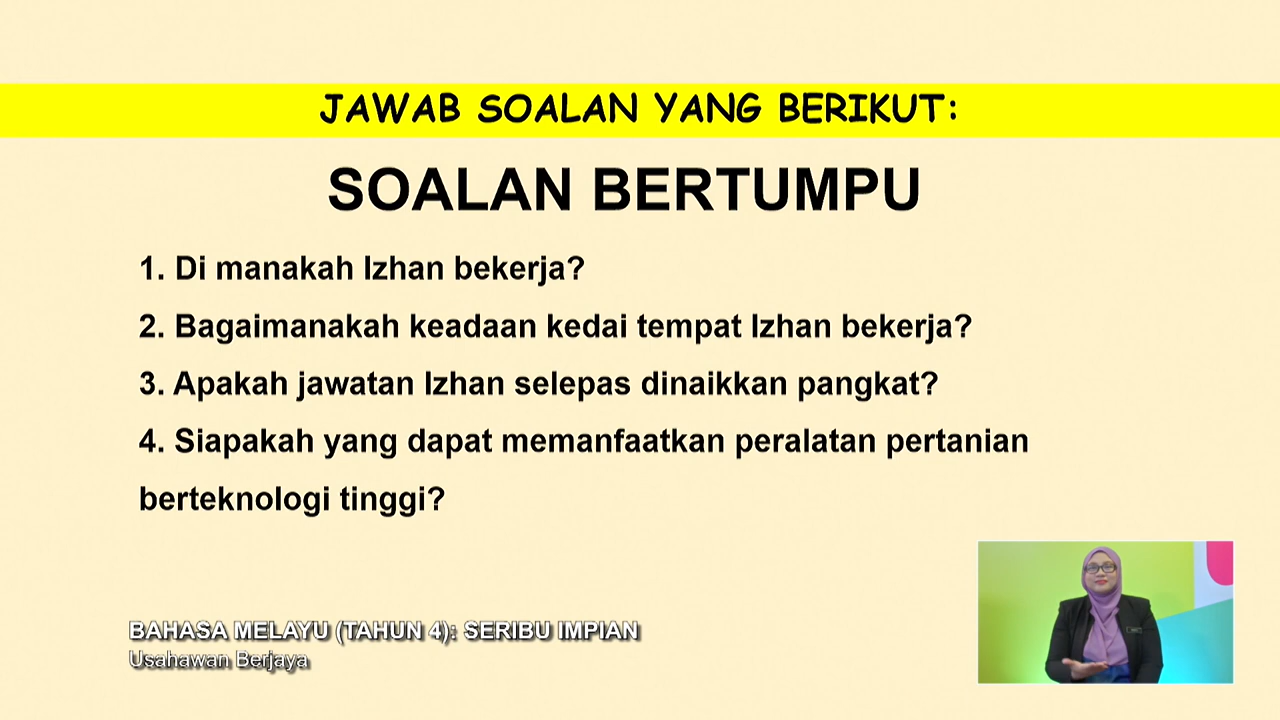 JAWAB SOALAN YANG BERIKUT:
SOALAN BERTUMPU
1. Di manakah Izhan bekerja?
2. Bagaimanakah keadaan kedai tempat Izhan bekerja?
3. Apakah jawatan Izhan selepas dinaikkan pangkat?
4. Siapakah yang dapat memanfaatkan peralatan pertanian
berteknologi tinggi?
BAHASA MELAYU (TAHUN 4): SERIBU IMPIAN
Usahawan Berjaya